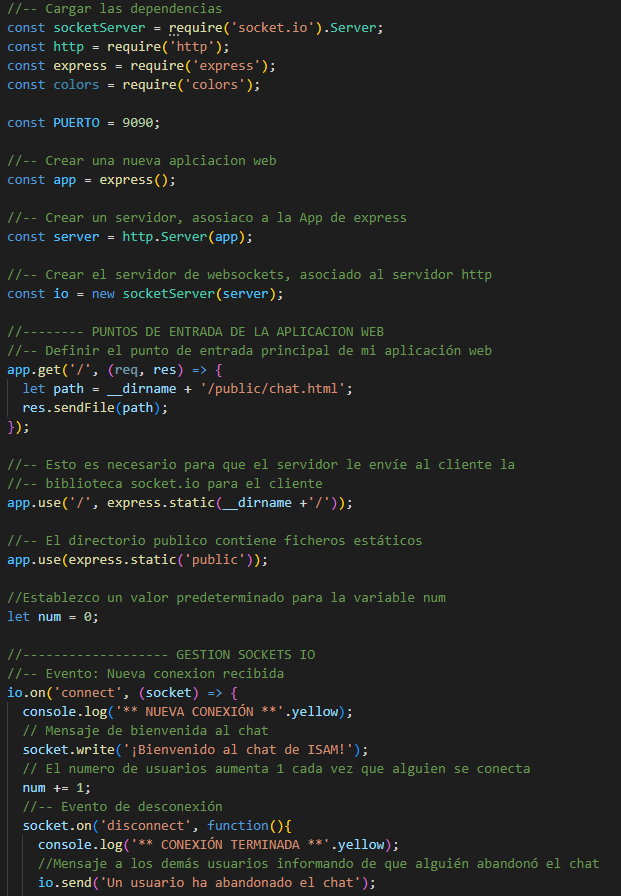 //-- Cargar las dependencias
const socketServer = require('socket.io').Server;
const http = require('http');
const express = require('express');
const colors = require('colors');
const PUERTO = 9090;
//-- Crear una nueva aplciacion web
const app = express();
//-- Crear un servidor, asosiaco a la App de express
const server = http.Server(app);
//-- Crear el servidor de websockets, asociado al servidor http
const io = new socketServer(server);
//-------- PUNTOS DE ENTRADA DE LA APLICACION WEB
//-- Definir el punto de entrada principal de mi aplicación web
app.get('/', (req, res) => {
  let path = __dirname + '/public/chat.html';
  res.sendFile(path);
});
//-- Esto es necesario para que el servidor le envíe al cliente la
//-- biblioteca socket.io para el cliente
app.use('/', express.static(__dirname +'/'));
//-- El directorio publico contiene ficheros estáticos
app.use(express.static('public'));
//Establezco un valor predeterminado para la variable num
let num = 0;
//------------------- GESTION SOCKETS IO
//-- Evento: Nueva conexion recibida
io.on('connect', (socket) => {
  console.log('** NUEVA CONEXIÓN **'.yellow);
  // Mensaje de bienvenida al chat
  socket.write('¡Bienvenido al chat de ISAM!');
  // El numero de usuarios aumenta 1 cada vez que alguien se conecta
  num += 1;
  //-- Evento de desconexión
  socket.on('disconnect', function(){
    console.log('** CONEXIÓN TERMINADA **'.yellow);
    //Mensaje a los demás usuarios informando de que alguién abandonó el chat
    io.send('Un usuario ha abandonado el chat');